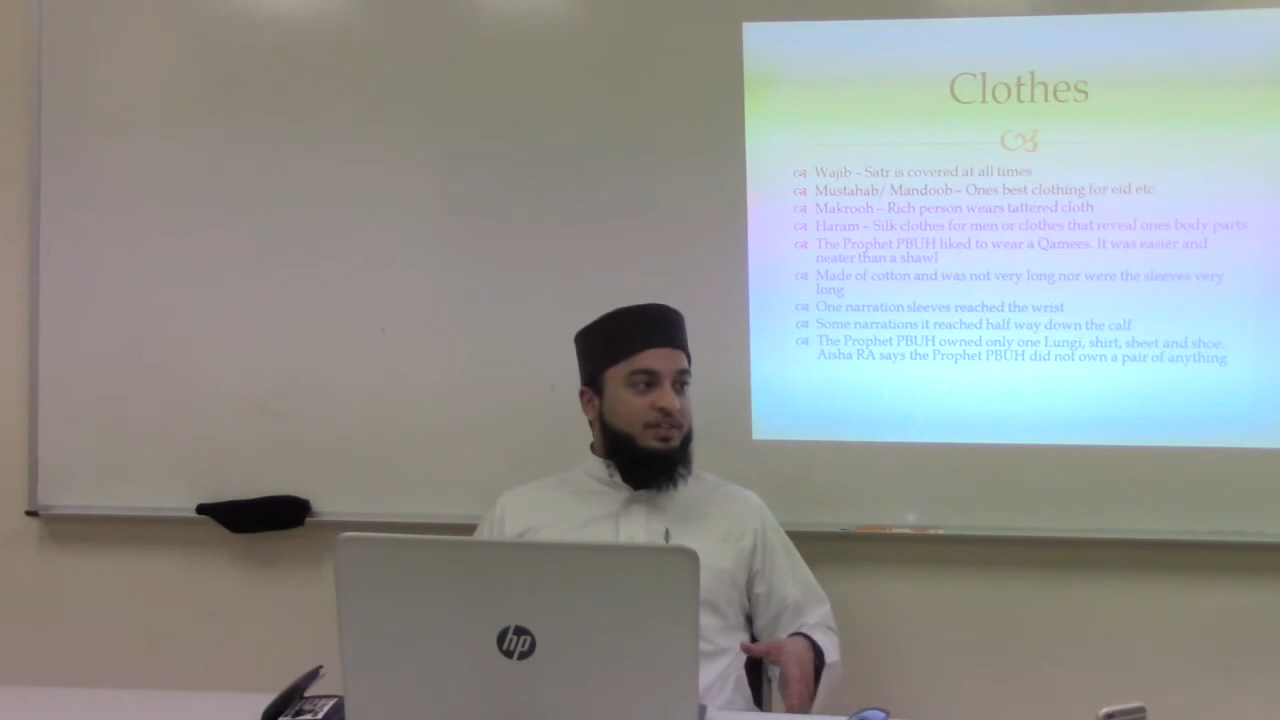 Clothes
Wajib – Satr is covered at all times
Mustahab/ Mandoob – Ones best clothing for eid etc
Makrooh – Rich person wears tattered cloth
Haram – Silk clothes for men or clothes that reveal ones body parts
The Prophet PBUH liked to wear a Qamees. It was easier and
neater than a shawl
Made of cotton and was not very long nor were the sleeves very
long
One narration sleeves reached the wrist
Some narrations it reached half way down the calf
The Prophet PBUH owned only one Lungi, shirt, sheet and shoe.
Aisha RA says the Prophet PBUH did not own a pair of anything
hp